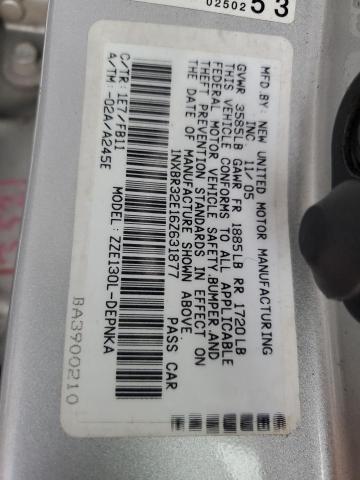 02502 53
MFD.BY: NEW UNITED MOTOR MANUFACTURING
INC 11/05
GVWR 3585LB GAWR FR 1885LB RR 1720LB
THIS VEHICLE CONFORMS TO ALL APPLICABLE
FEDERAL MOTOR VEHICLE SAFETY,BUMPER,AND
THEFT PREVENTION STANDARDS IN EFFECT ON
THE DATE OF MANUFACTURE SHOWN ABOVE.
1NXBR32E16Z631877 PASS CAR
C/TR: 1E7/FB11 MODEL: ZZE130L-DEPNKA
A/TM: -02A/A245E
BA3900210